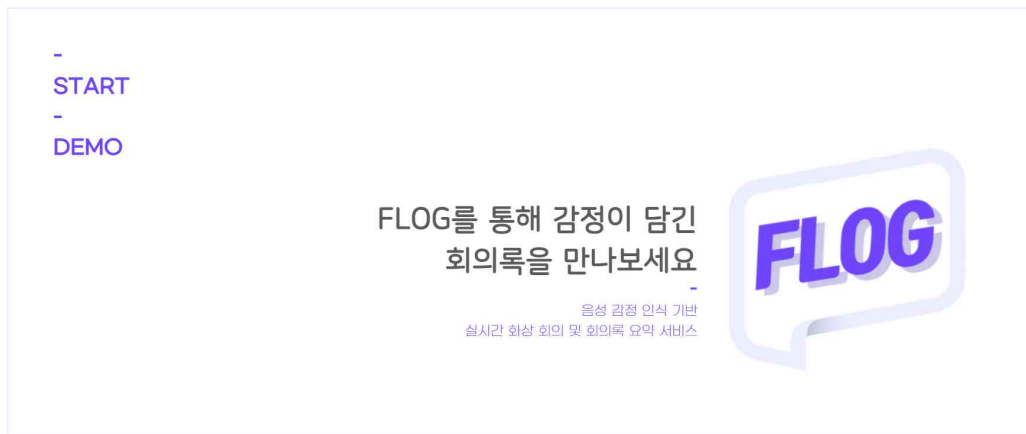 -
START
-
DEMO
FLOG를 통해 감정이 담긴
회의록을 만나보세요
-
음성 감정 인식 기반
실시간 화상 회의 및 회의록 요약 서비스
FLOG